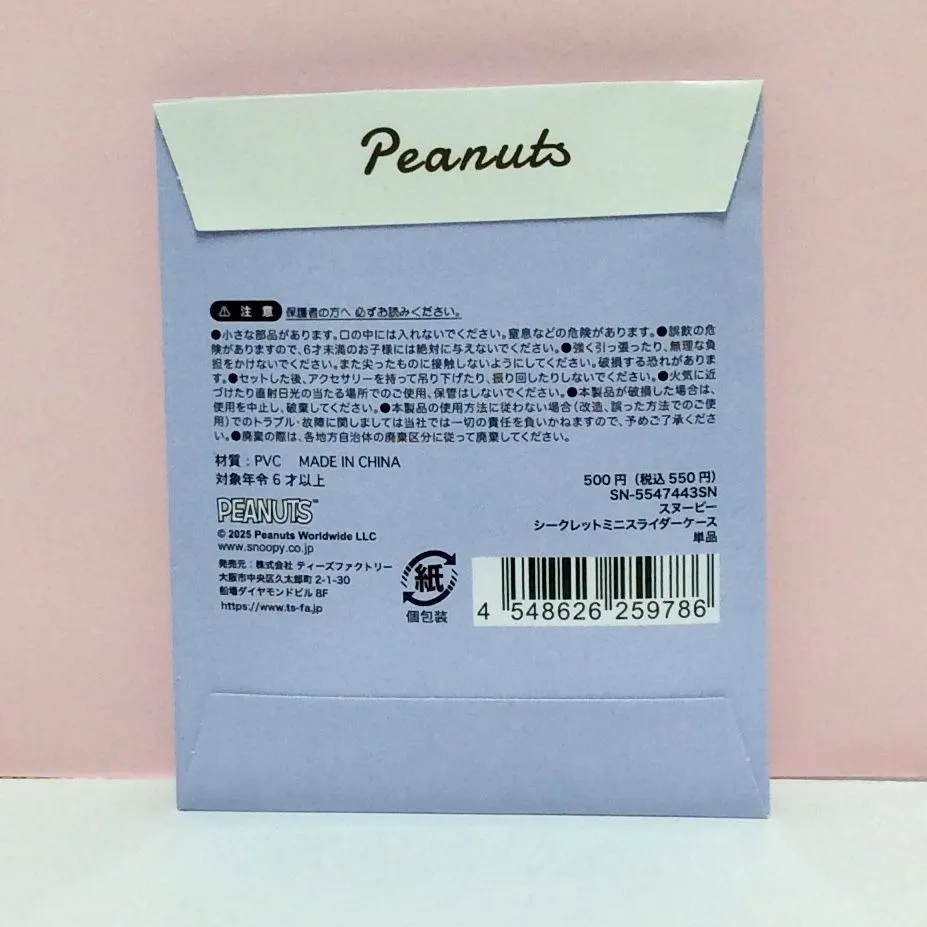 Peanuts
⚠ 注意 保護者の方へ 必ずお読みください。
●小さな部品があります。口の中には入れないでください。窒息などの危険があります。●誤飲の危
険がありますので、6才未満のお子様には絶対に与えないでください。●強く引っ張ったり、無理な負
担をかけないでください。また尖ったものに接触しないようにしてください。破損する恐れがありま
す。●セットした後、アクセサリーを持って吊り下げたり、振り回したりしないでください。●火気に近
づけたり直射日光の当たる場所でのご使用、保管はしないでください。●本製品が破損した場合は、
使用を中止し、破棄してください。●本製品の使用方法に従わない場合(改造、誤った方法でのご使
用)でのトラブル・故障に関しましては当社では一切の責任を負いかねますので、予めご了承くださ
い。●廃棄の際は、各地方自治体の廃棄区分に従って廃棄してください。
材質:PVC MADE IN CHINA
対象年令 6 才以上
500 円 (税込 550 円)
SN-5547443SN
スヌーピー
シークレットミニスライダーケース
単品
PEANUTS™
© 2025 Peanuts Worldwide LLC
www.snoopy.co.jp
発売元:株式会社 ティーズファクトリー
大阪市中央区久太郎町 2-1-30
船場ダイヤモンドビル 8F
https://www.ts-fa.jp
紙
個包装
4 548626 259786